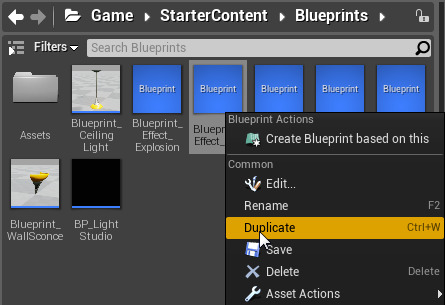 Game StarterContent Blueprints
Filters Search Blueprints
Blueprint Blueprint Blueprint Blueprint Blueprint
Assets
Blueprint_
Ceiling
Light
Blueprint_
Effect_
Explosion
Effect_
Blueprint Actions
Create Blueprint based on this
Common
Edit...
Rename F2
Duplicate Ctrl+W
Save
Delete Delete
Asset Actions
Blueprint_
WallSconce
BP_Light
Studio